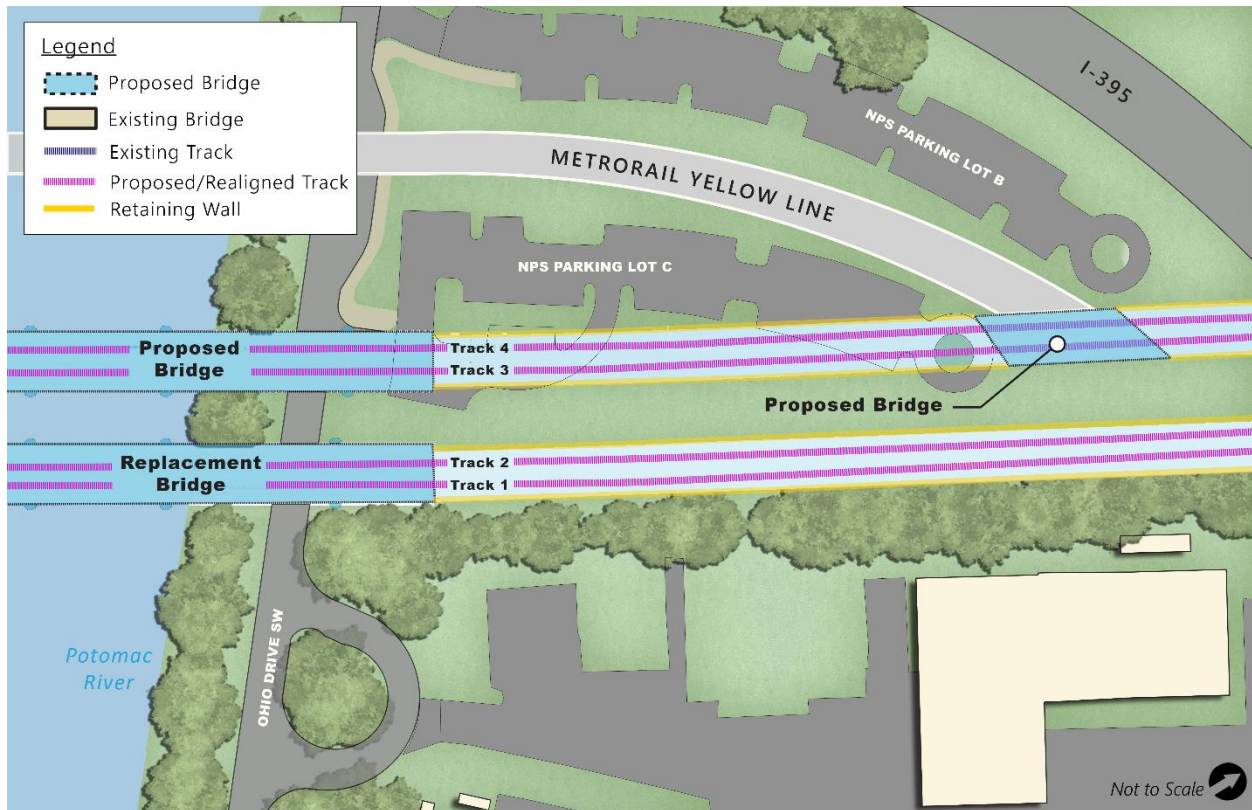 Legend
Proposed Bridge
Existing Bridge
Existing Track
Proposed/Realigned Track
Retaining Wall
I-395
NPS PARKING LOT B
METRORAIL YELLOW LINE
NPS PARKING LOT C
Proposed
Bridge
Track 4
Track 3
Proposed Bridge
Replacement
Bridge
Track 2
Track 1
Potomac
River
OHIO DRIVE SW
Not to Scale